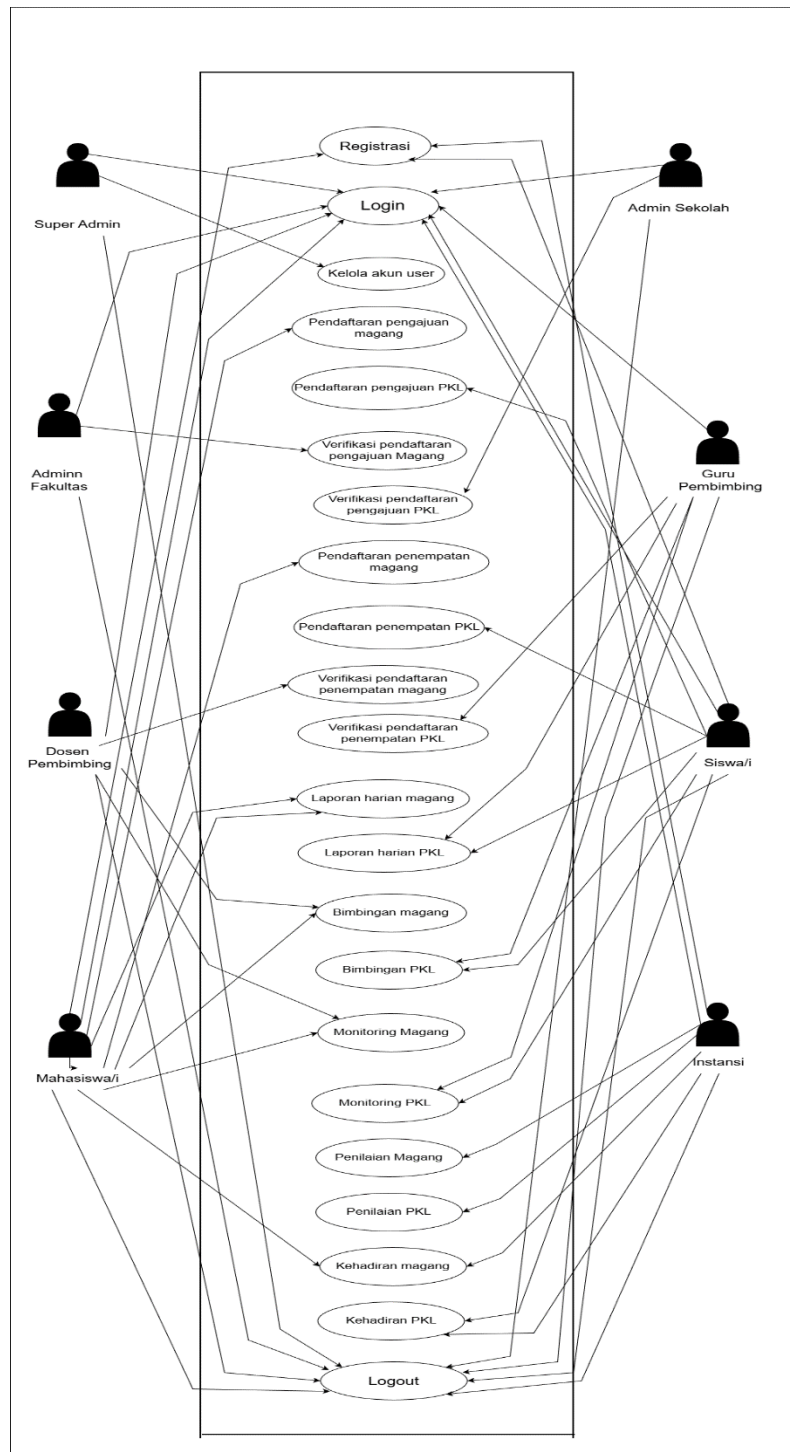 Registrasi
Super Admin
Login
Admin Sekolah
Kelola akun user
Pendaftaran pengajuan
magang
Pendaftaran pengajuan PKL
Verifikasi pendaftaran
pengajuan Magang
Adminn
Fakultas
Guru
Pembimbing
Verifikasi pendaftaran
pengajuan PKL
Pendaftaran penempatan
magang
Pendaftaran penempatan PKL
Verifikasi pendaftaran
penempatan magang
Verifikasi pendaftaran
penempatan PKL
Dosen
Pembimbing
Siswa/i
Laporan harian magang
Laporan harian PKL
Bimbingan magang
Bimbingan PKL
Monitoring Magang
Mahasiswa/i
Instansi
Monitoring PKL
Penilaian Magang
Penilaian PKL
Kehadiran magang
Kehadiran PKL
Logout